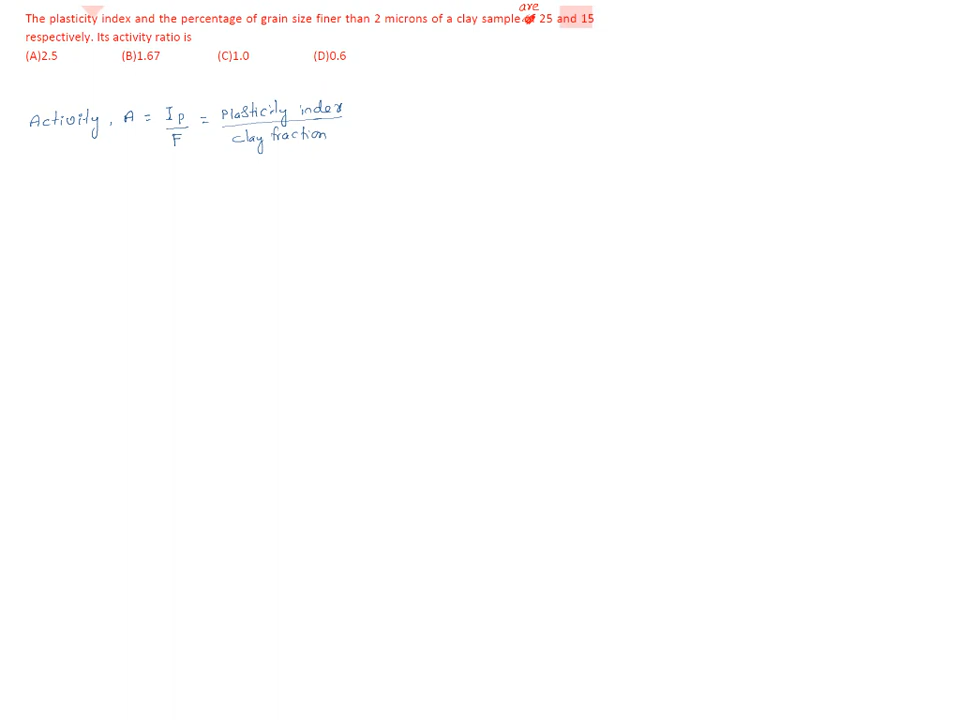 The plasticity index and the percentage of grain size finer than 2 microns of a clay sample are 25 and 15
respectively. Its activity ratio is
(A)2.5 (B)1.67 (C)1.0 (D)0.6
Activity, A = Ip/F = Plasticity index/clay fraction